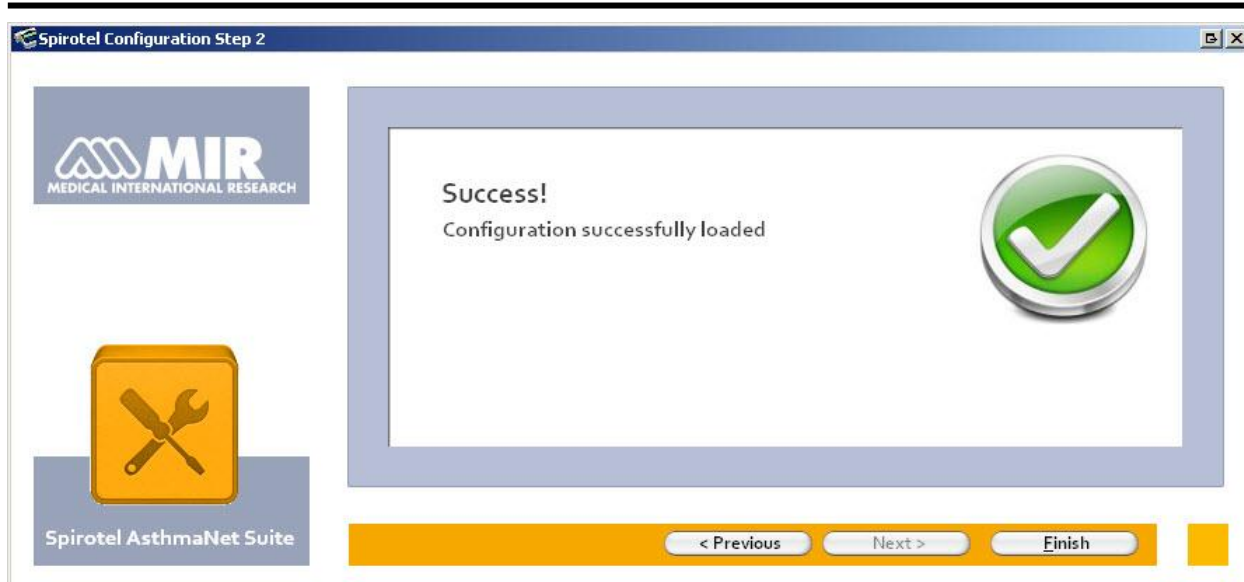 Spirotel Configuration Step 2
MIR
MEDICAL INTERNATIONAL RESEARCH
Success!
Configuration successfully loaded
Spirotel AsthmaNet Suite
< Previous
Next >
Finish